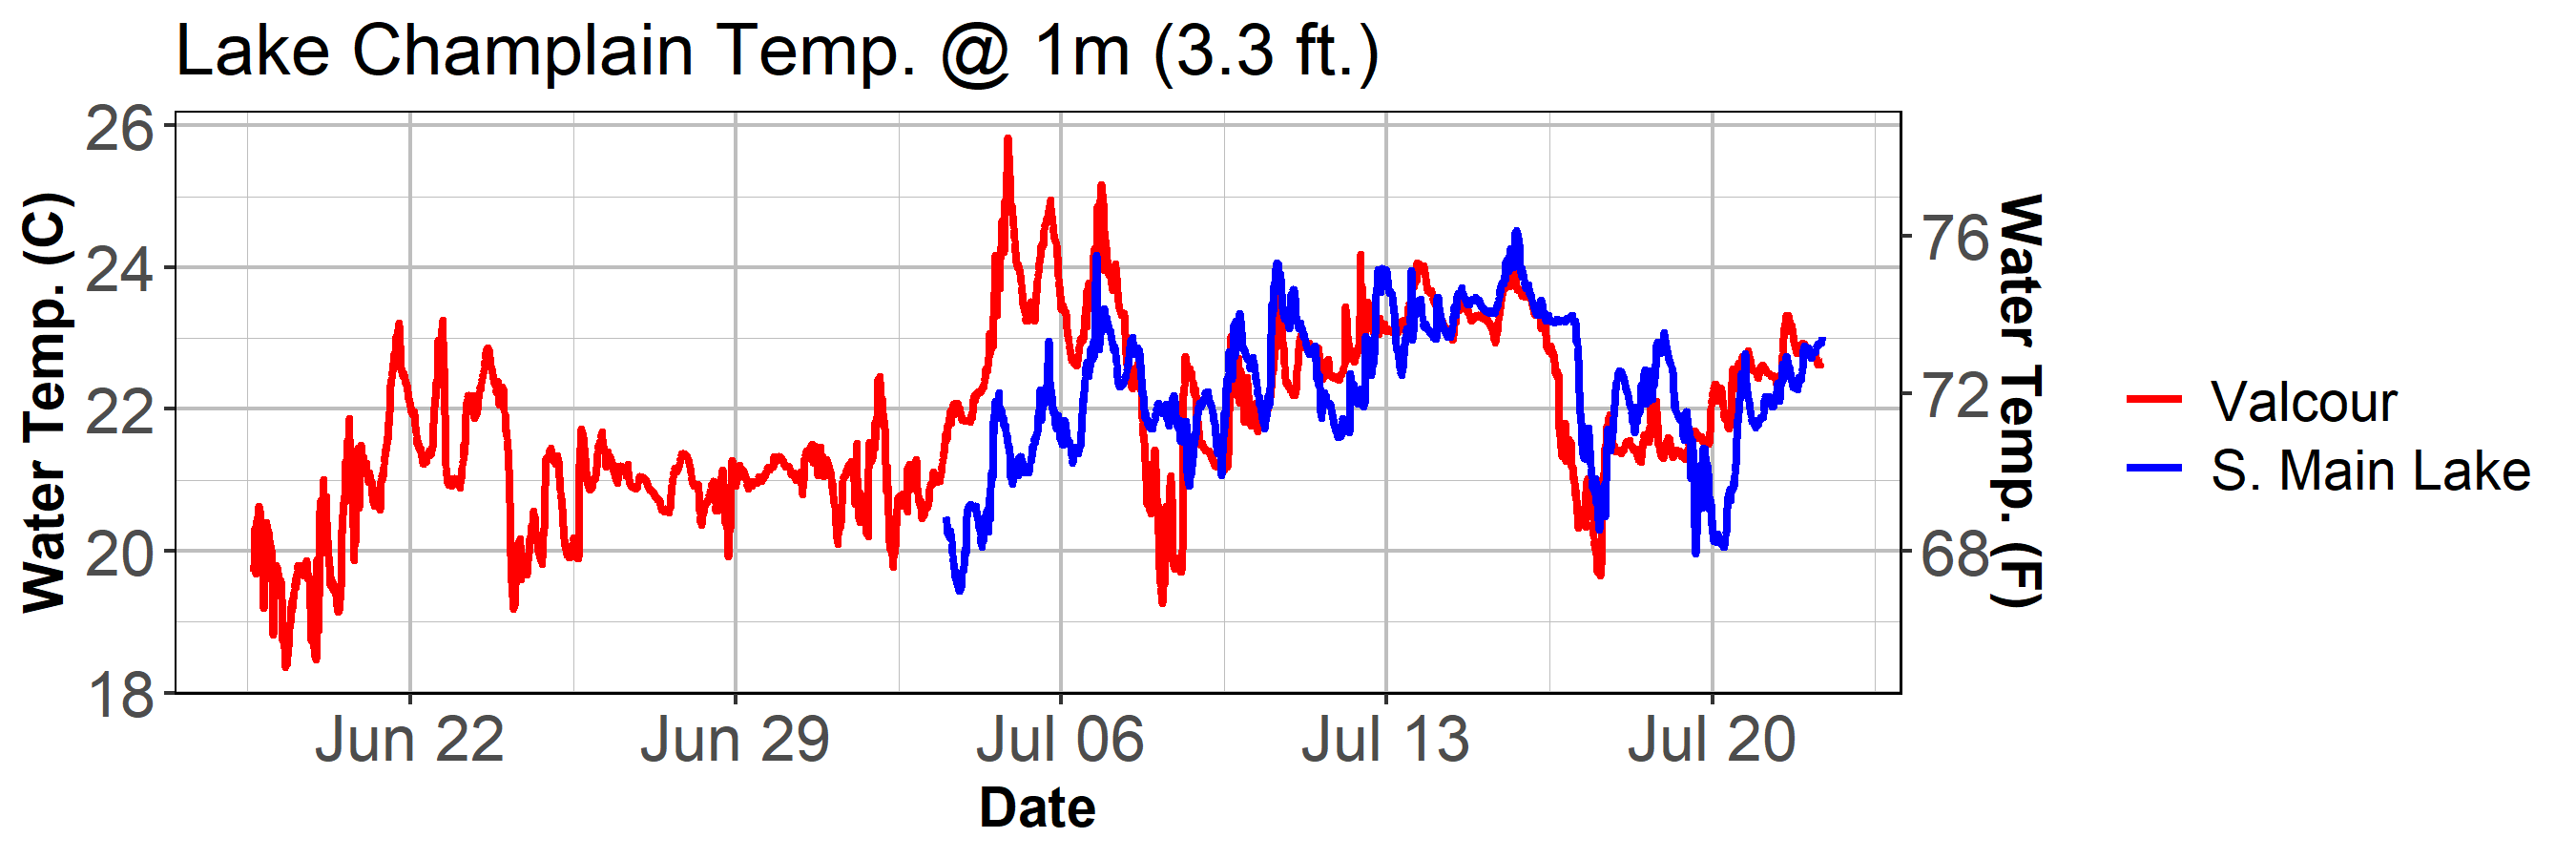 Lake Champlain Temp. @ 1m (3.3 ft.)
Water Temp. (C)
26
24
22
20
18
76
72
68
Water Temp. (F)
Jun 22
Jun 29
Jul 06
Jul 13
Jul 20
Date
Valcour
S. Main Lake